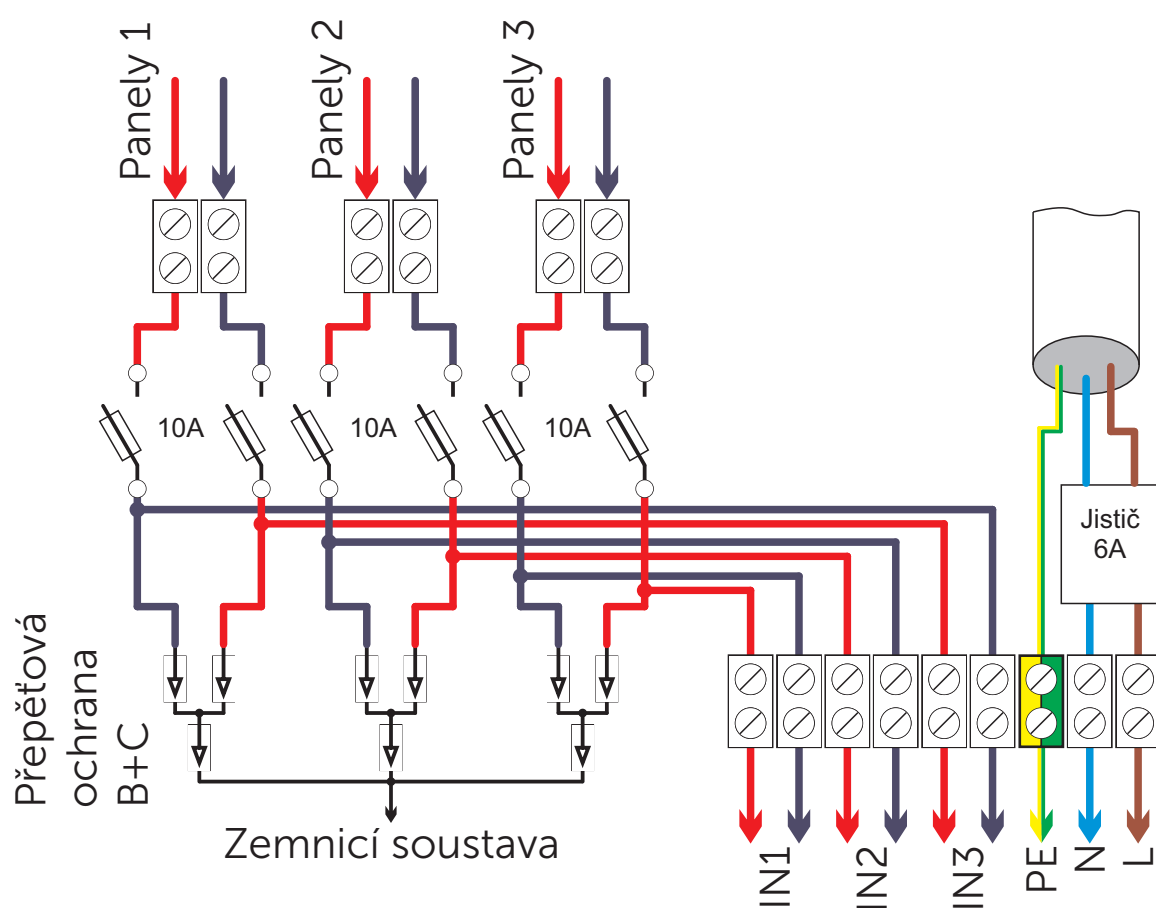 Panely 1
Panely 2
Panely 3
10A
10A
10A
Jistič
6A
Přepěťová
ochrana
B+C
Zemnicí soustava
IN1
IN2
IN3
PE
N
L